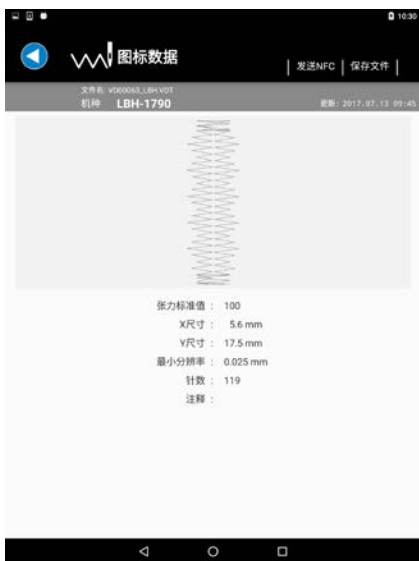 10:30
图标数据
发送NFC
保存文件
文件名: VD00063_LBH.VDT
机种 LBH-1790
更新: 2017.07.13 09:45
张力标准值 : 100
X尺寸 : 5.6 mm
Y尺寸 : 17.5 mm
最小分辨率 : 0.025 mm
针数 : 119
注释 :